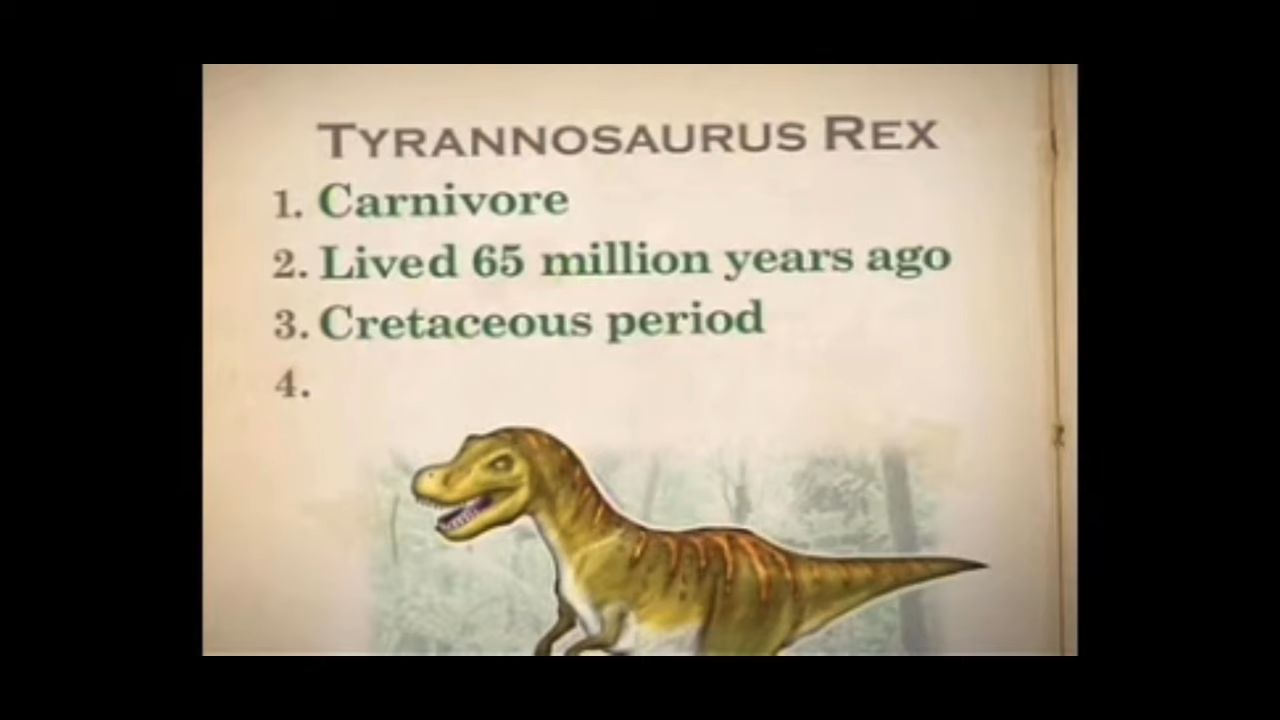 TYRANNOSAURUS REX
1. Carnivore
2. Lived 65 million years ago
3. Cretaceous period
4.